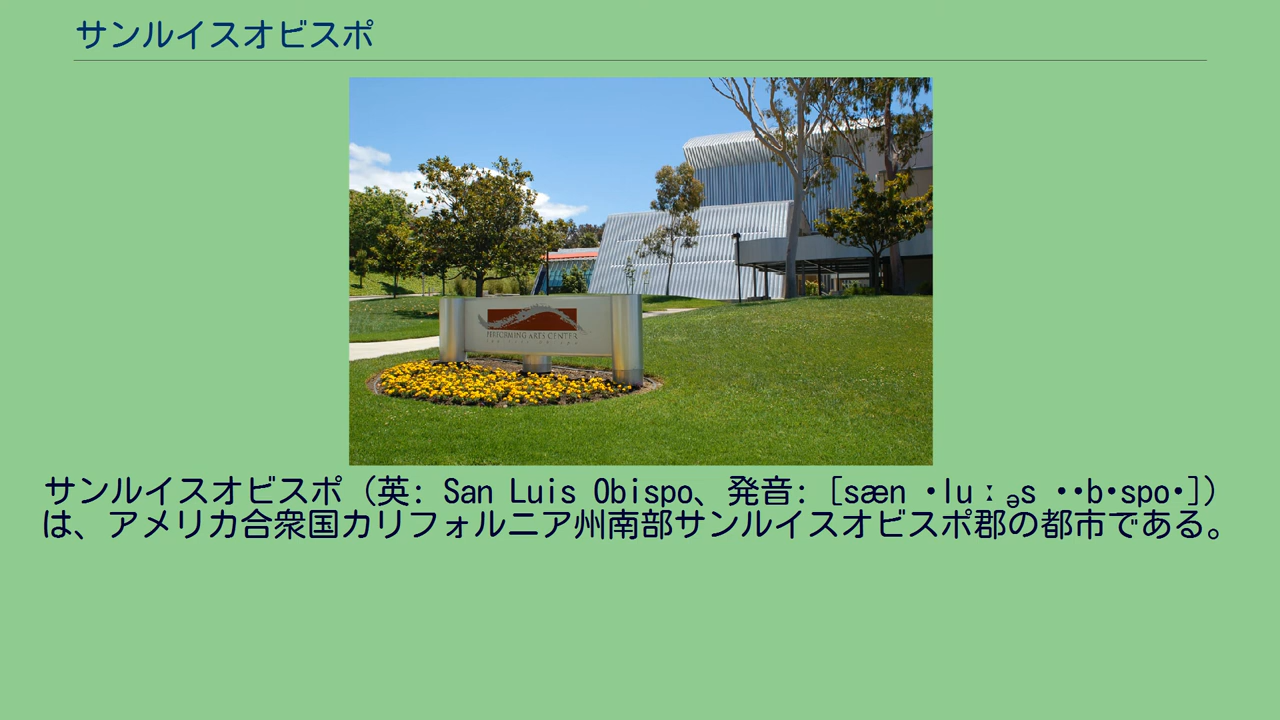 サンルイスオビスポ
PERFORMING ARTS CENTER
サンルイスオビスポ（英: San Luis Obispo、発音: [sæn ･luːəs ･･b･spo･]）
は、アメリカ合衆国カリフォルニア州南部サンルイスオビスポ郡の都市である。